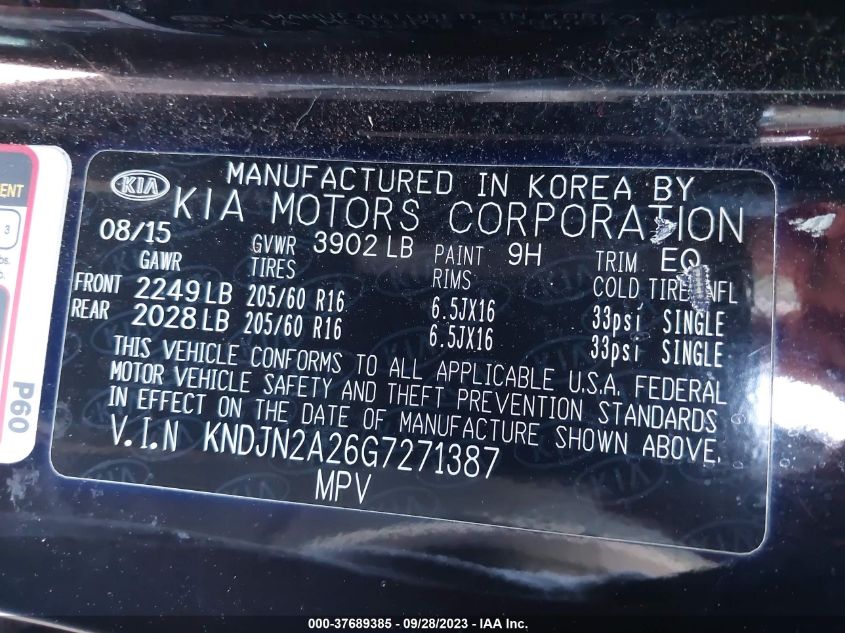 KIA
MANUFACTURED IN KOREA BY
KIA MOTORS CORPORATION
08/15 GVWR 3902 LB PAINT 9H TRIM EQ
GAWR TIRES RIMS COLD TIRE INFL
FRONT 2249 LB 205/60 R16 6.5JX16 33psi SINGLE
REAR 2028 LB 205/60 R16 6.5JX16 33psi SINGLE
THIS VEHICLE CONFORMS TO ALL APPLICABLE U.S.A. FEDERAL
MOTOR VEHICLE SAFETY AND THEFT PREVENTION STANDARDS
IN EFFECT ON THE DATE OF MANUFACTURE SHOWN ABOVE.
V.I.N KNDJN2A26G7271387
MPV
3
P60
000-37689385 - 09/28/2023 - IAA Inc.